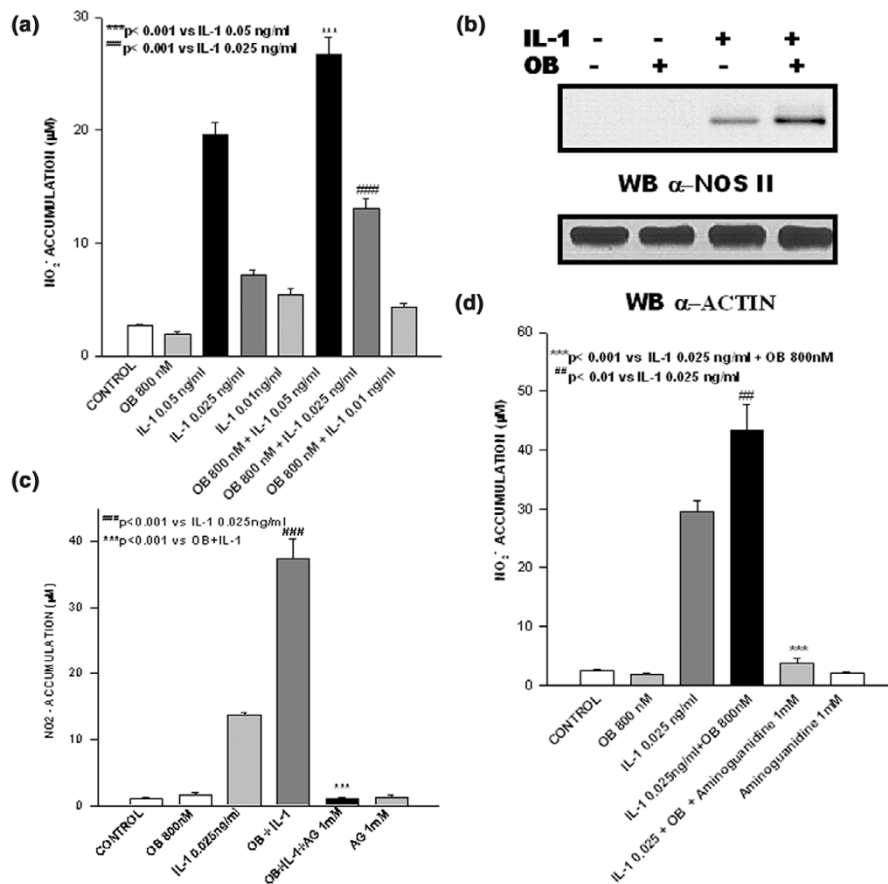 (a)
***p< 0.001 vs IL-1 0.05 ng/ml
###p< 0.001 vs IL-1 0.025 ng/ml
***
###
30
20
10
0
NO2- ACCUMULATION (µM)
CONTROL
OB 800 nM
IL-1 0.05 ng/ml
IL-1 0.025 ng/ml
IL-1 0.01ng/ml
OB 800 nM + IL-1 0.05 ng/ml
OB 800 nM + IL-1 0.025 ng/ml
OB 800 nM + IL-1 0.01 ng/ml
(b)
IL-1 - - + +
OB - + - +
WB α-NOS II
WB α-ACTIN
(c)
###p<0.001 vs IL-1 0.025ng/ml
***p<0.001 vs OB+IL-1
###
***
40
30
20
10
0
NO2- ACCUMULATION (µM)
CONTROL
OB 800nM
IL-1 0.025ng/ml
OB+IL-1
OB+IL-1+AG 1mM
AG 1mM
(d)
***p< 0.001 vs IL-1 0.025 ng/ml + OB 800nM
##p< 0.01 vs IL-1 0.025 ng/ml
##
***
60
50
40
30
20
10
0
NO2- ACCUMULATION (µM)
CONTROL
OB 800 nM
IL-1 0.025 ng/ml
IL-1 0.025ng/ml+OB 800nM
IL-1 0.025 + OB + Aminoguanidine 1mM
Aminoguanidine 1mM